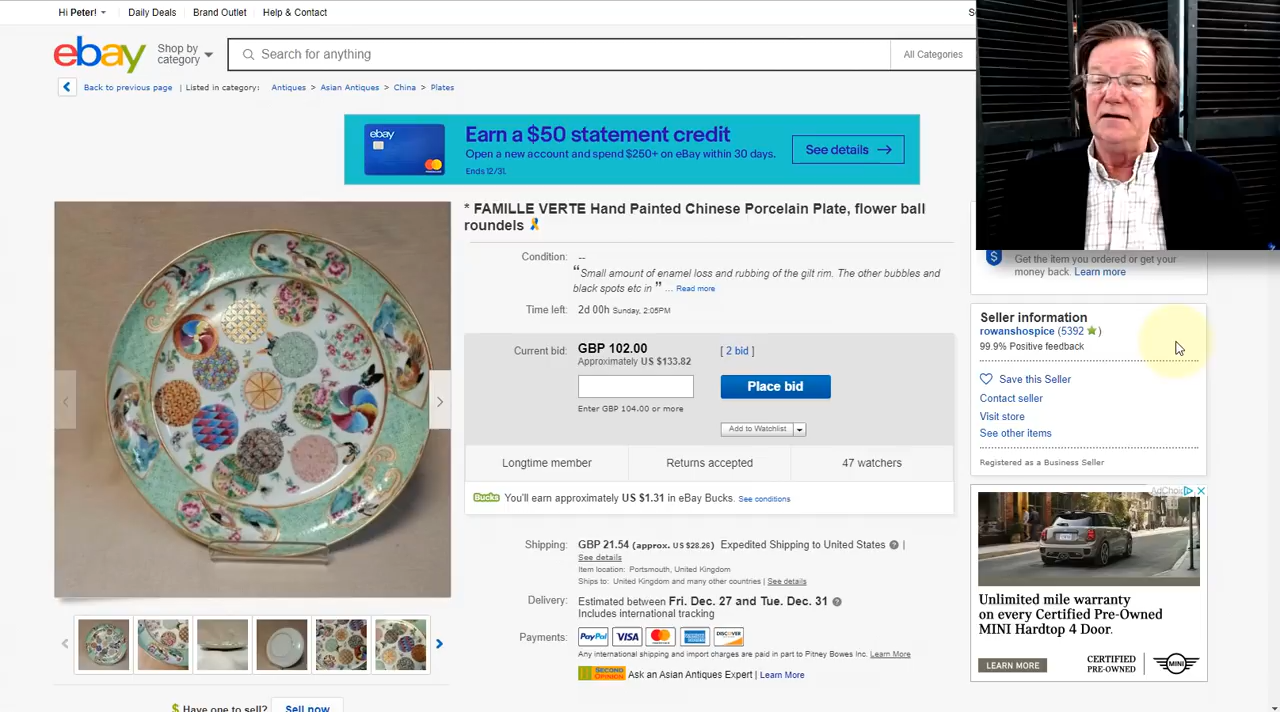 Hi Peter!
Daily Deals
Brand Outlet
Help & Contact
S
ebay
Shop by
category
Search for anything
All Categories
Back to previous page
Listed in category:
Antiques > Asian Antiques > China > Plates
ebay
Earn a $50 statement credit
Open a new account and spend $250+ on eBay within 30 days.
Ends 12/31.
See details →
* FAMILLE VERTE Hand Painted Chinese Porcelain Plate, flower ball
roundels
Condition: --
“Small amount of enamel loss and rubbing of the gilt rim. The other bubbles and
black spots etc in ” ... Read more
Time left: 2d 00h Sunday, 2:05PM
Current bid: GBP 102.00 [ 2 bid ]
Approximately US $133.82
Place bid
Enter GBP 104.00 or more
Add to Watchlist
Longtime member
Returns accepted
47 watchers
Bucks You'll earn approximately US $1.31 in eBay Bucks. See conditions
Shipping: GBP 21.54 (approx. US $28.26) Expedited Shipping to United States |
See details
Item location: Portsmouth, United Kingdom
Ships to: United Kingdom and many other countries | See details
Delivery: Estimated between Fri. Dec. 27 and Tue. Dec. 31
Includes international tracking
Payments: PayPal VISA DISCOVER
Any international shipping and import charges are paid in part to Pitney Bowes Inc. Learn More
SECOND OPINION Ask an Asian Antiques Expert | Learn More
$ Have one to sell? Sell now
Get the item you ordered or get your
money back. Learn more
Seller information
rowanshospice (5392 )
99.9% Positive feedback
Save this Seller
Contact seller
Visit store
See other items
Registered as a Business Seller
AdChoic
Unlimited mile warranty
on every Certified Pre-Owned
MINI Hardtop 4 Door.
LEARN MORE
CERTIFIED
PRE-OWNED
MINI